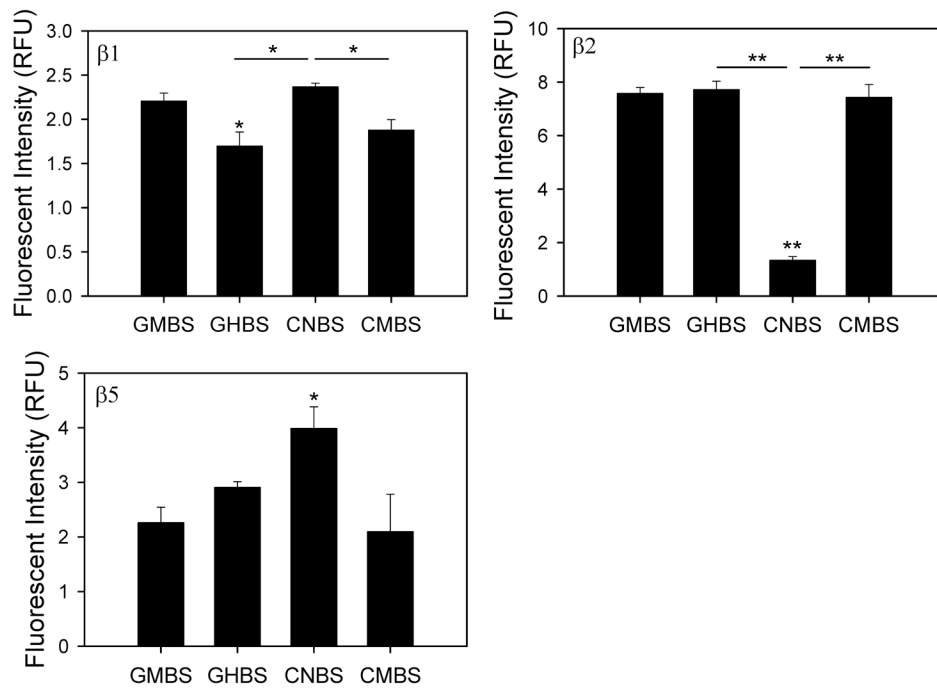 Fluorescent Intensity (RFU)
β1
3.0
2.5
2.0
1.5
1.0
0.5
0.0
*
*
*
GMBS GHBS CNBS CMBS
Fluorescent Intensity (RFU)
β2
10
8
6
4
2
0
**
**
**
GMBS GHBS CNBS CMBS
Fluorescent Intensity (RFU)
β5
5
4
3
2
1
0
*
GMBS GHBS CNBS CMBS